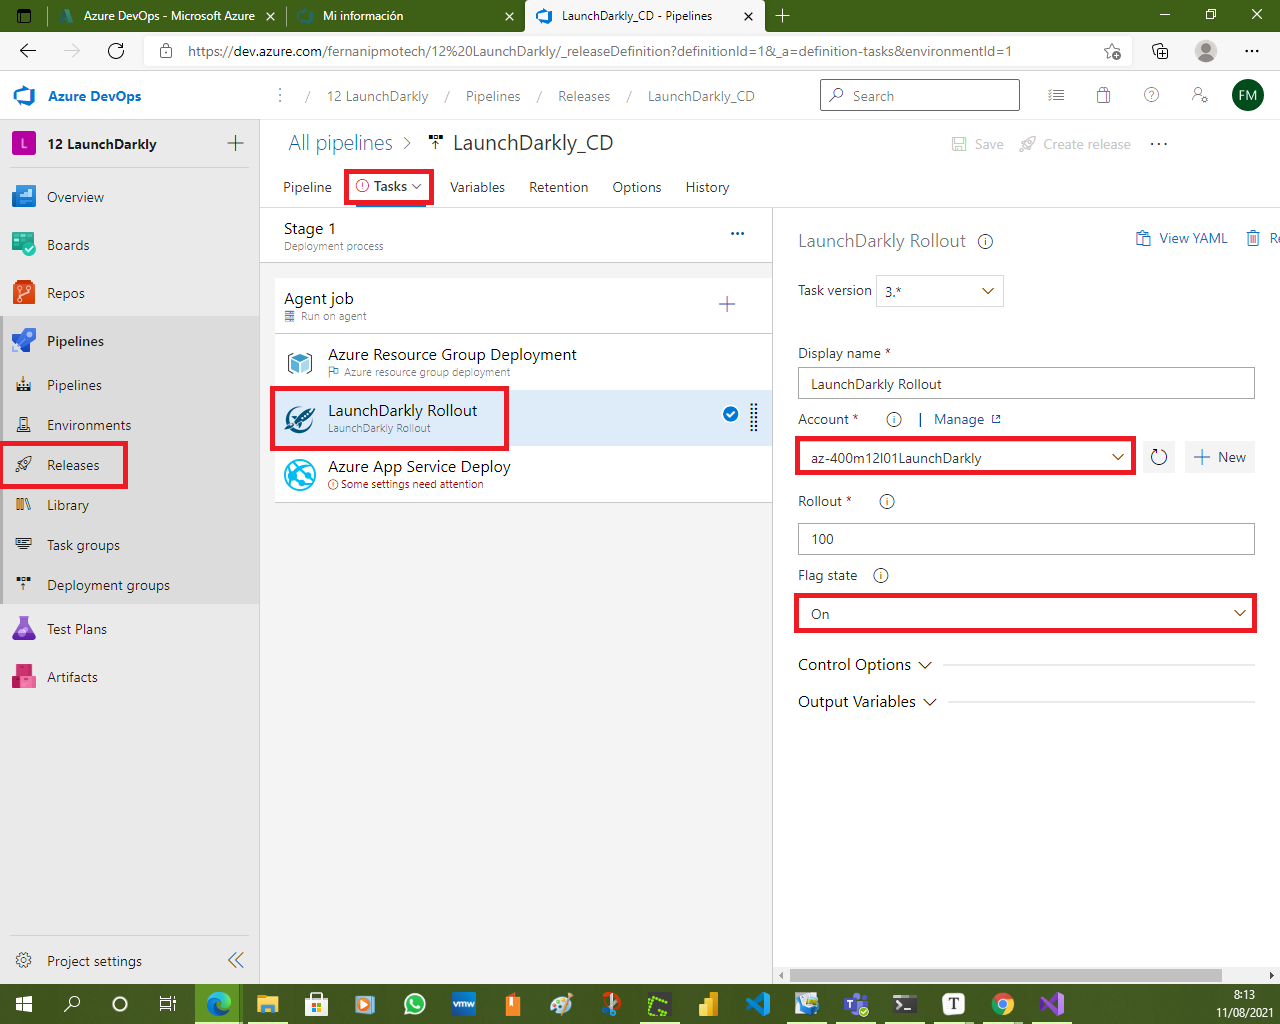 Azure DevOps - Microsoft Azure
Mi información
LaunchDarkly_CD - Pipelines
https://dev.azure.com/fernanipmotech/12%20LaunchDarkly/_releaseDefinition?definitionId=1&_a=definition-tasks&environmentId=1
Azure DevOps
/ 12 LaunchDarkly / Pipelines / Releases / LaunchDarkly_CD
Search
FM
L
12 LaunchDarkly
Overview
Boards
Repos
Pipelines
Pipelines
Environments
Releases
Library
Task groups
Deployment groups
Test Plans
Artifacts
Project settings
All pipelines > LaunchDarkly_CD
Save
Create release
Pipeline
Tasks
Variables
Retention
Options
History
Stage 1
Deployment process
Agent job
Run on agent
Azure Resource Group Deployment
Azure resource group deployment
LaunchDarkly Rollout
LaunchDarkly Rollout
Azure App Service Deploy
Some settings need attention
LaunchDarkly Rollout
View YAML
Re
Task version
3.*
Display name *
LaunchDarkly Rollout
Account *
| Manage
az-400m12l01LaunchDarkly
New
Rollout *
100
Flag state
On
Control Options
Output Variables
vmw
T
8:13
11/08/2021